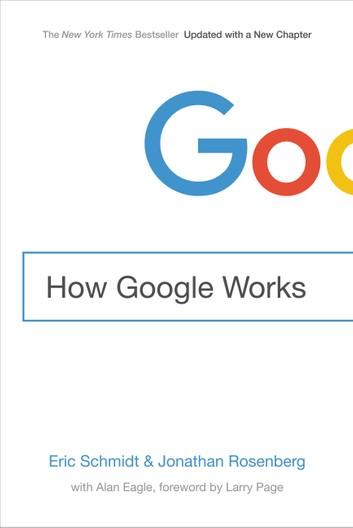 The New York Times Bestseller Updated with a New Chapter
Goo
How Google Works
Eric Schmidt & Jonathan Rosenberg
with Alan Eagle, foreword by Larry Page